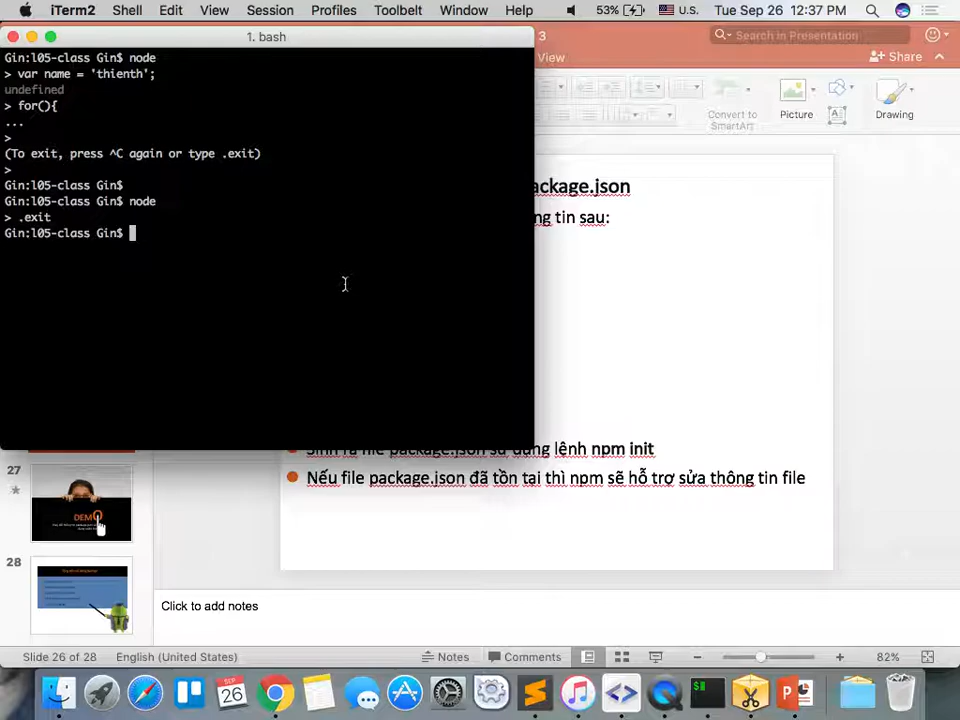 iTerm2 Shell Edit View Session Profiles Toolbelt Window Help 53% U.S. Tue Sep 26 12:37 PM
1. bash
3
Search in Presentation
View
Share
Gin:l05-class Gin$ node
> var name = 'thienth';
undefined
> for(){
...
>
(To exit, press ^C again or type .exit)
>
Gin:l05-class Gin$
Gin:l05-class Gin$ node
> .exit
Gin:l05-class Gin$
Convert to
SmartArt
Picture
Drawing
ackage.json
ng tin sau:
Sinh ra file package.json sử dụng lệnh npm init
Nếu file package.json đã tồn tại thì npm sẽ hỗ trợ sửa thông tin file
27
DEMO
28
Click to add notes
Slide 26 of 28 English (United States) Notes Comments 82%
SEP
26
$
P